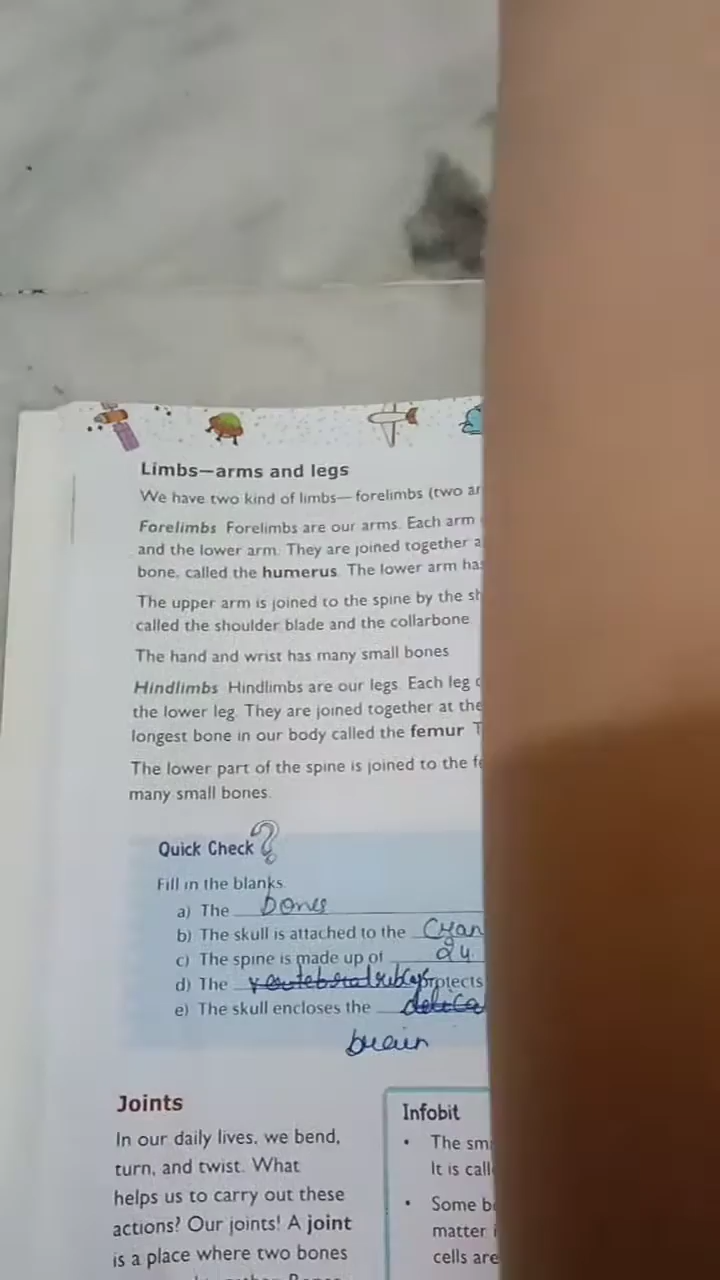 Limbs—arms and legs
We have two kind of limbs—forelimbs (two
Forelimbs Forelimbs are our arms. Each arm
and the lower arm. They are joined together
bone, called the humerus. The lower arm
The upper arm is joined to the spine by the
called the shoulder blade and the collarbone
The hand and wrist has many small bones
Hindlimbs Hindlimbs are our legs. Each leg
the lower leg. They are joined together at the
longest bone in our body called the femur
The lower part of the spine is joined to the
many small bones.
Quick Check ?
Fill in the blanks.
a) The bones
b) The skull is attached to the
c) The spine is made up of 24
d) The
e) The skull encloses the
brain
Joints
In our daily lives, we bend,
turn, and twist. What
helps us to carry out these
actions? Our joints! A joint
is a place where two bones
Infobit
• The
It is
• Some
matter
cells are